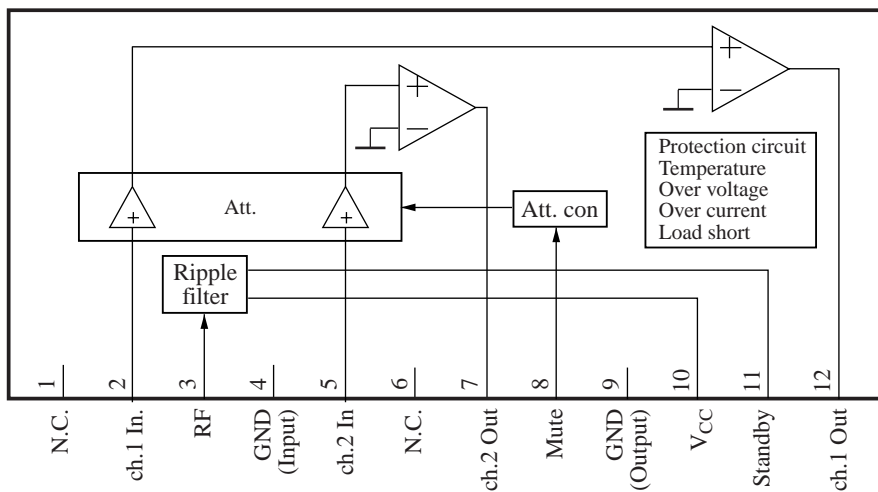 +
−
+
−
Protection circuit
Temperature
Over voltage
Over current
Load short
+
Att.
+
Att. con
Ripple
filter
1
2
3
4
5
6
7
8
9
10
11
12
N.C.
ch.1 In.
RF
GND
(Input)
ch.2 In
N.C.
ch.2 Out
Mute
GND
(Output)
VCC
Standby
ch.1 Out